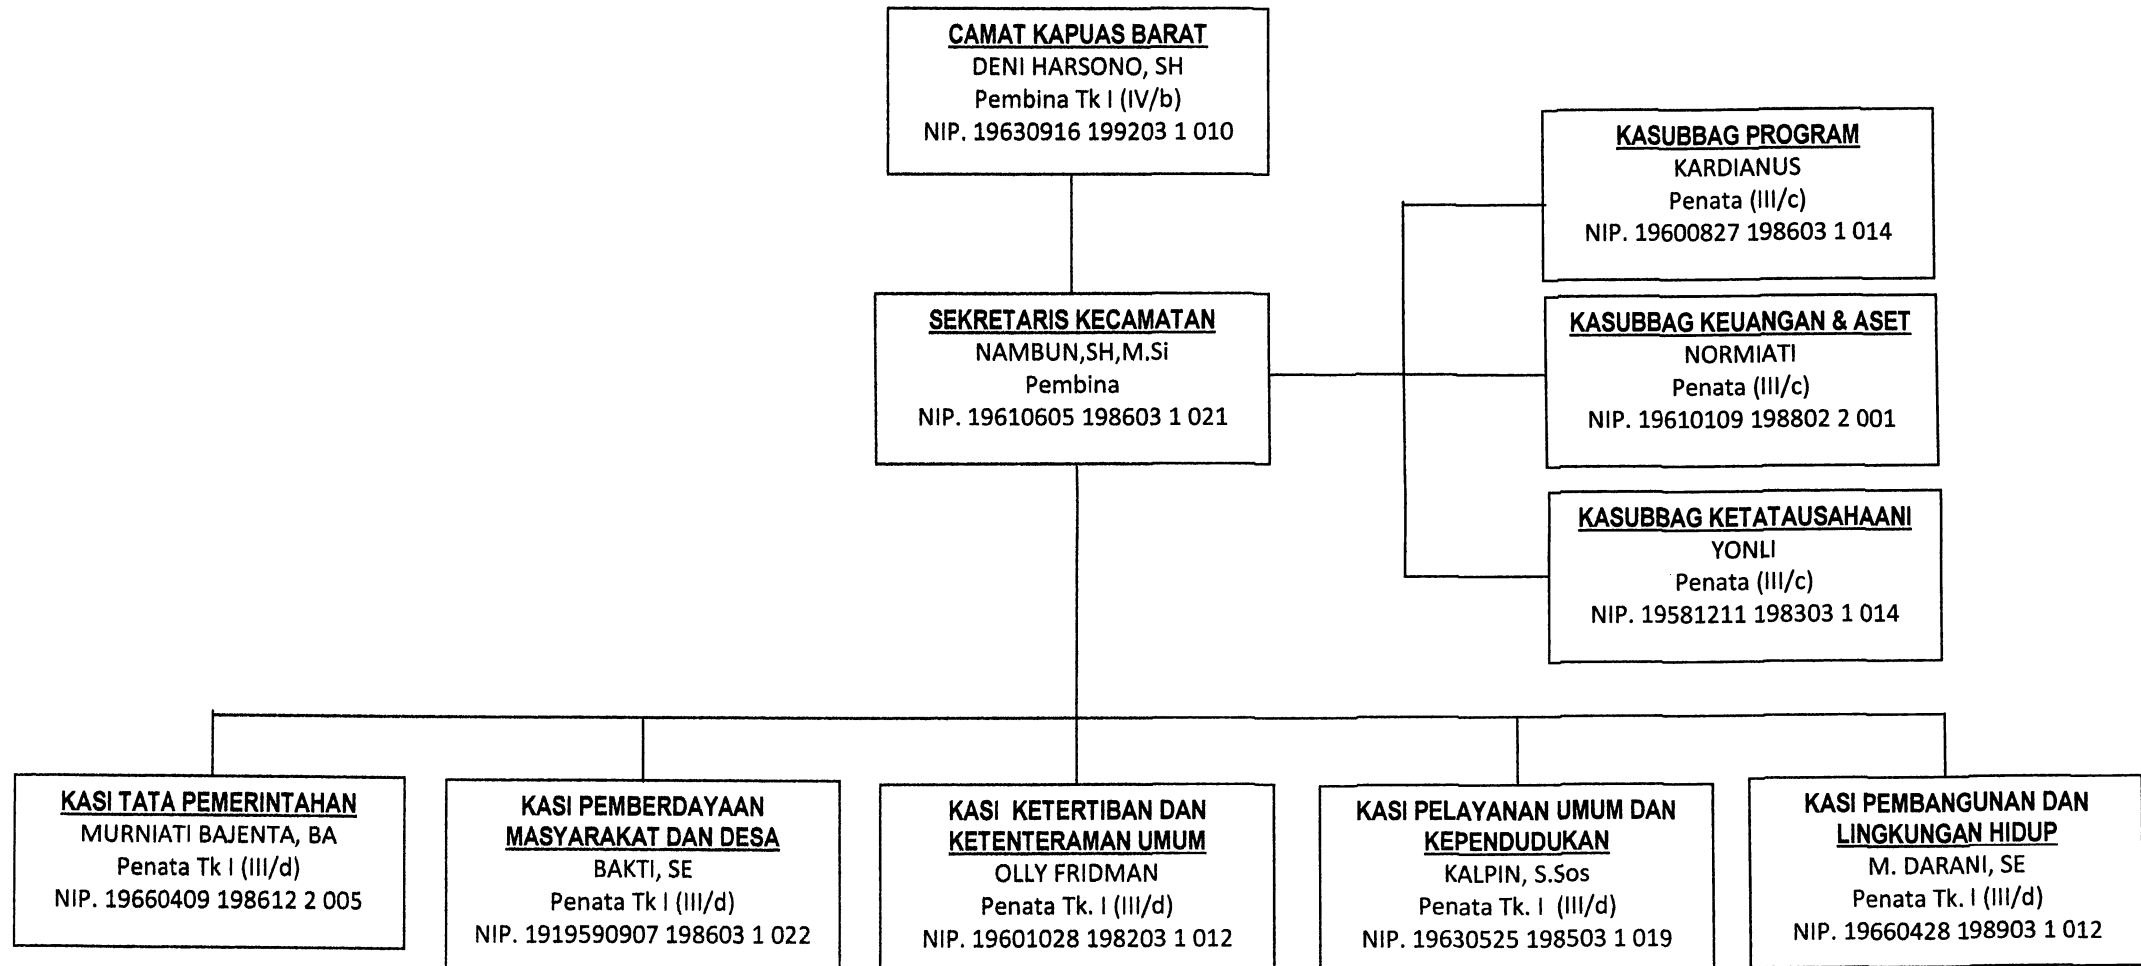 CAMAT KAPUAS BARAT
DENI HARSONO, SH
Pembina Tk I (IV/b)
NIP. 19630916 199203 1 010
KASUBBAG PROGRAM
KARDIANUS
Penata (III/c)
NIP. 19600827 198603 1 014
SEKRETARIS KECAMATAN
NAMBUN,SH,M.Si
Pembina
NIP. 19610605 198603 1 021
KASUBBAG KEUANGAN & ASET
NORMIATI
Penata (III/c)
NIP. 19610109 198802 2 001
KASUBBAG KETATAUSAHAANI
YONLI
Penata (III/c)
NIP. 19581211 198303 1 014
KASI TATA PEMERINTAHAN
MURNIATI BAJENTA, BA
Penata Tk I (III/d)
NIP. 19660409 198612 2 005
KASI PEMBERDAYAAN
MASYARAKAT DAN DESA
BAKTI, SE
Penata Tk I (III/d)
NIP. 1919590907 198603 1 022
KASI KETERTIBAN DAN
KETENTERAMAN UMUM
OLLY FRIDMAN
Penata Tk. I (III/d)
NIP. 19601028 198203 1 012
KASI PELAYANAN UMUM DAN
KEPENDUDUKAN
KALPIN, S.Sos
Penata Tk. I (III/d)
NIP. 19630525 198503 1 019
KASI PEMBANGUNAN DAN
LINGKUNGAN HIDUP
M. DARANI, SE
Penata Tk. I (III/d)
NIP. 19660428 198903 1 012